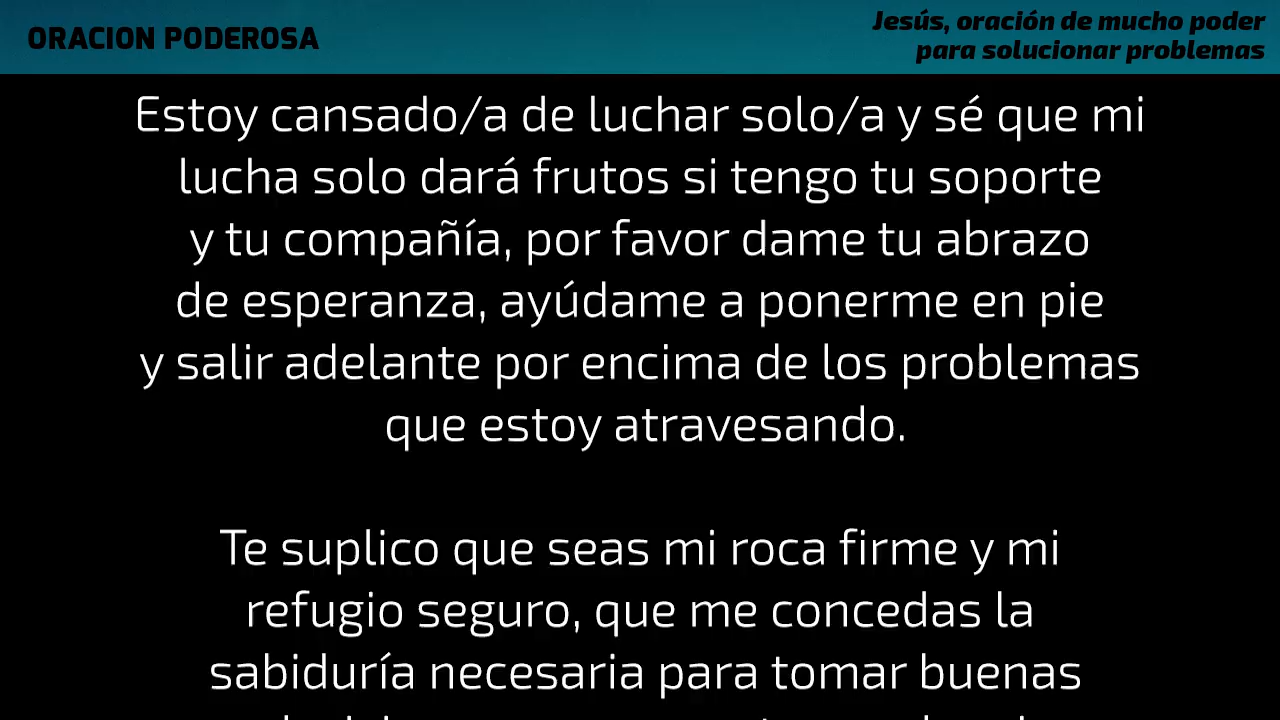 ORACION PODEROSA
Jesús, oración de mucho poder
para solucionar problemas
Estoy cansado/a de luchar solo/a y sé que mi
lucha solo dará frutos si tengo tu soporte
y tu compañía, por favor dame tu abrazo
de esperanza, ayúdame a ponerme en pie
y salir adelante por encima de los problemas
que estoy atravesando.
Te suplico que seas mi roca firme y mi
refugio seguro, que me concedas la
sabiduría necesaria para tomar buenas